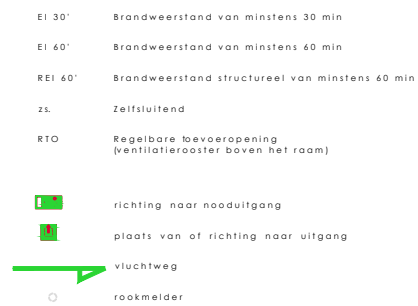 EI 30' Brandweerstand van minstens 30 min
EI 60' Brandweerstand van minstens 60 min
REI 60' Brandweerstand structureel van minstens 60 min
zs. Zelfsluitend
RTO Regelbare toevoeropening
(ventilatierooster boven het raam)
richting naar nooduitgang
plaats van of richting naar uitgang
vluchtweg
rookmelder